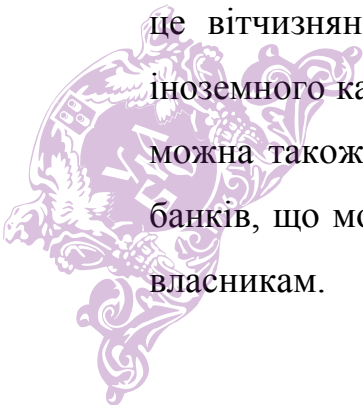 це вітчизнян
іноземного ка
можна також
банків, що мо
власникам.